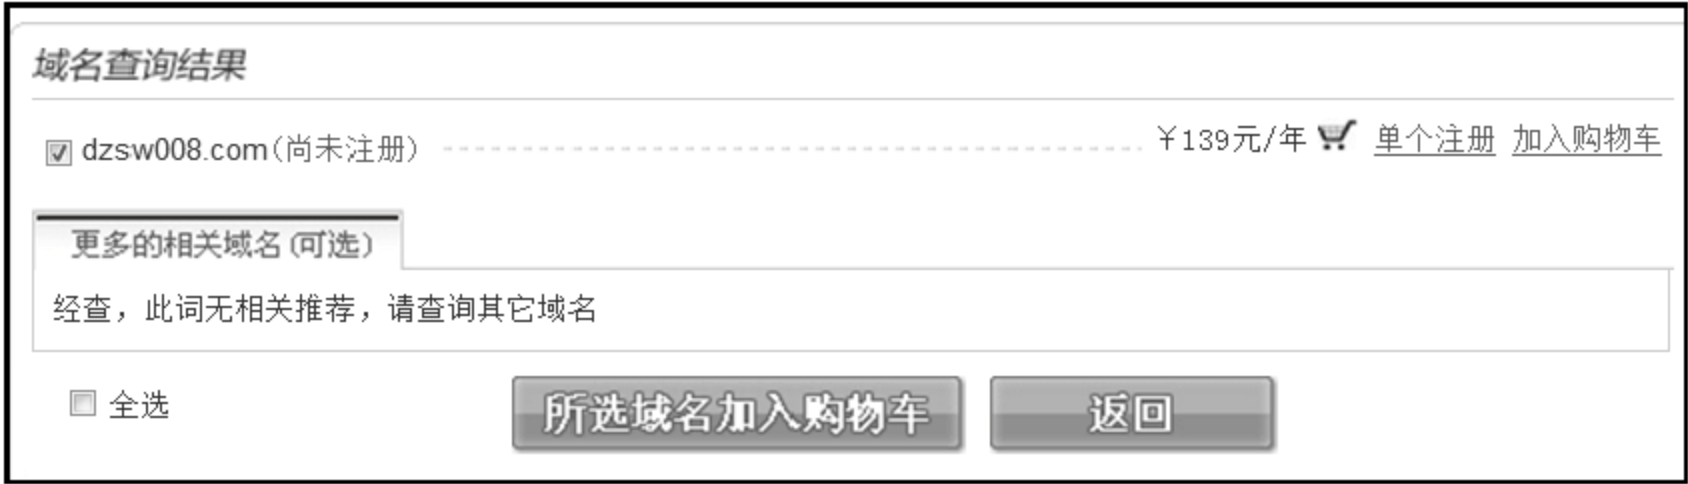 域名查询结果
dzsw008.com(尚未注册) ￥139元/年 单个注册 加入购物车
更多的相关域名(可选)
经查，此词无相关推荐，请查询其它域名
全选 所选域名加入购物车 返回